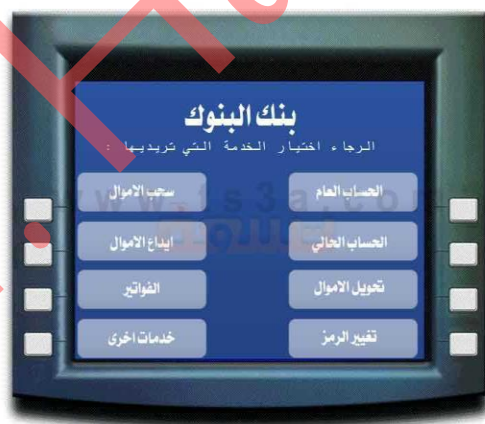 بنك البنوك
الرجاء اختيار الخدمة التي تريديها :
الحساب العام
سحب الاموال
الحساب الحالي
ايداع الاموال
تحويل الاموال
الفواتير
تغيير الرمز
خدمات اخرى